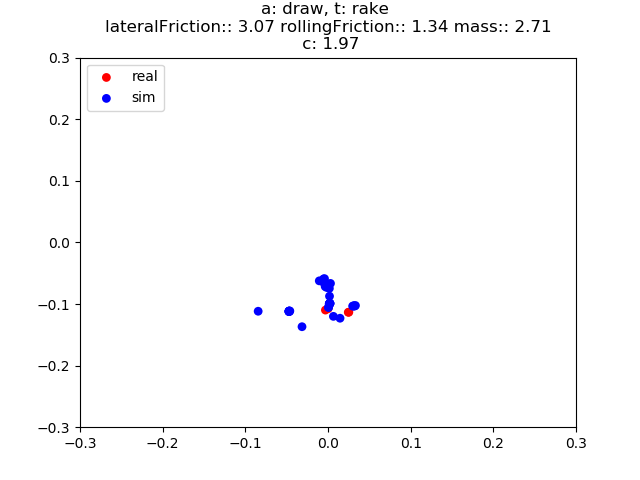 a: draw, t: rake
lateralFriction:: 3.07 rollingFriction:: 1.34 mass:: 2.71
c: 1.97
real
sim
0.3
0.2
0.1
0.0
−0.1
−0.2
−0.3
−0.3 −0.2 −0.1 0.0 0.1 0.2 0.3